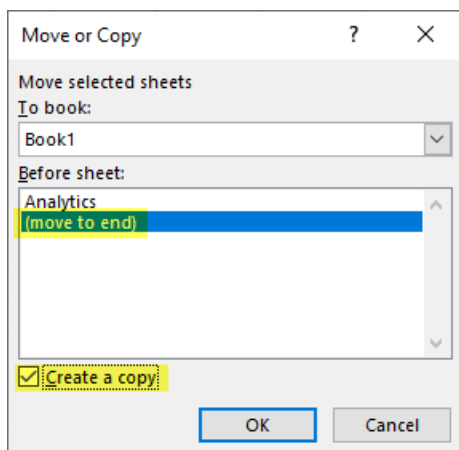 Move or Copy ?
Move selected sheets
To book:
Book1
Before sheet:
Analytics
(move to end)
Create a copy
OK Cancel